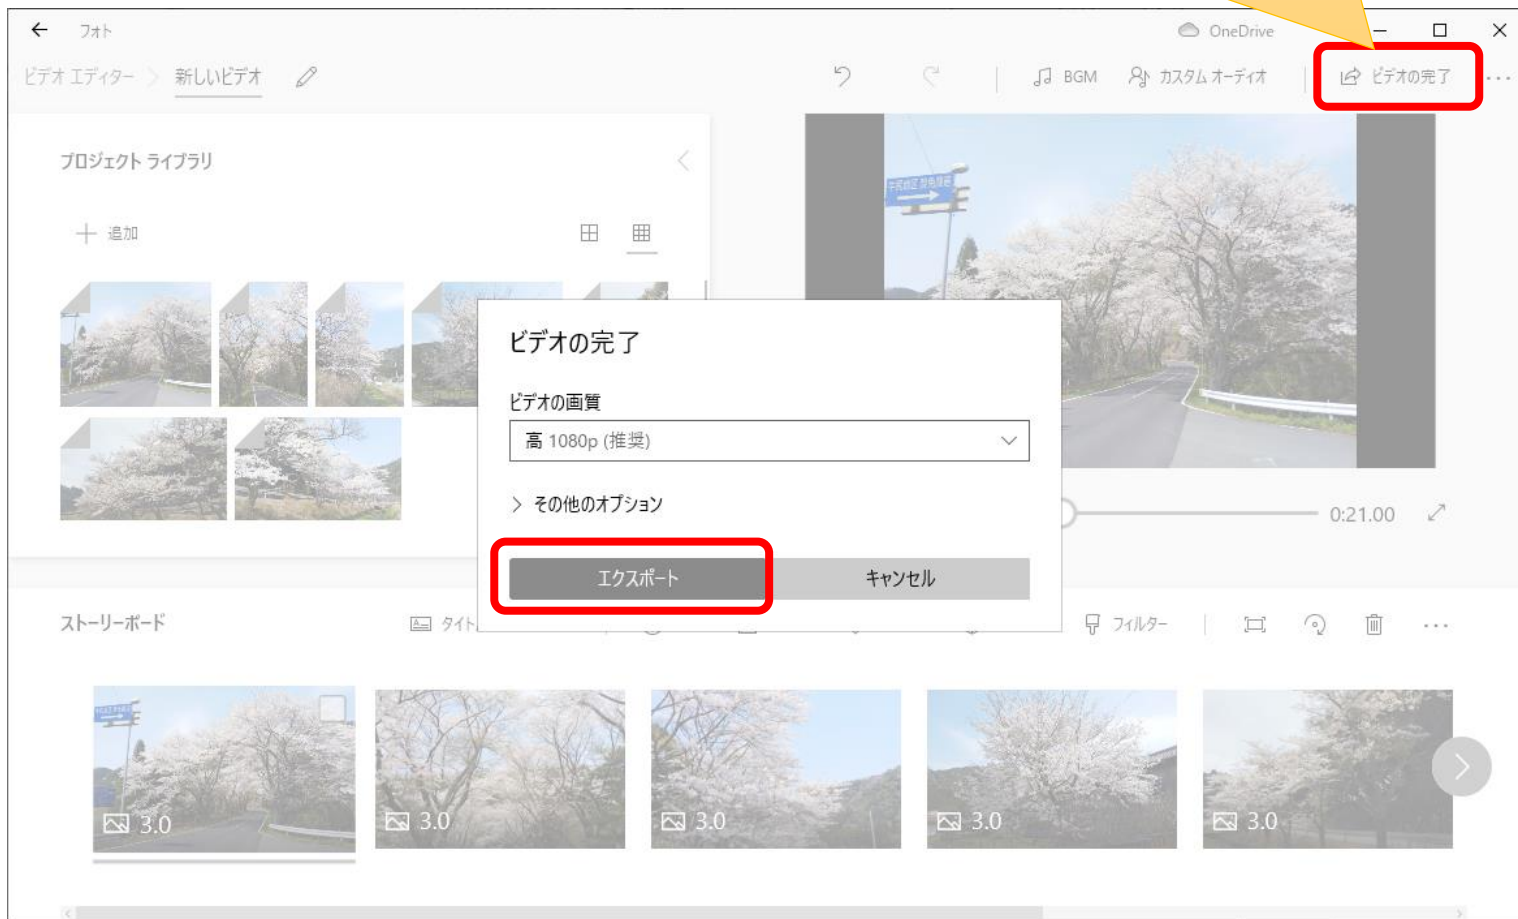 フォト
OneDrive
ビデオ エディター
新しいビデオ
BGM
カスタム オーディオ
ビデオの完了
プロジェクト ライブラリ
追加
ビデオの完了
ビデオの画質
高 1080p (推奨)
その他のオプション
0:21.00
エクスポート
キャンセル
ストーリーボード
フィルター
3.0
3.0
3.0
3.0
3.0